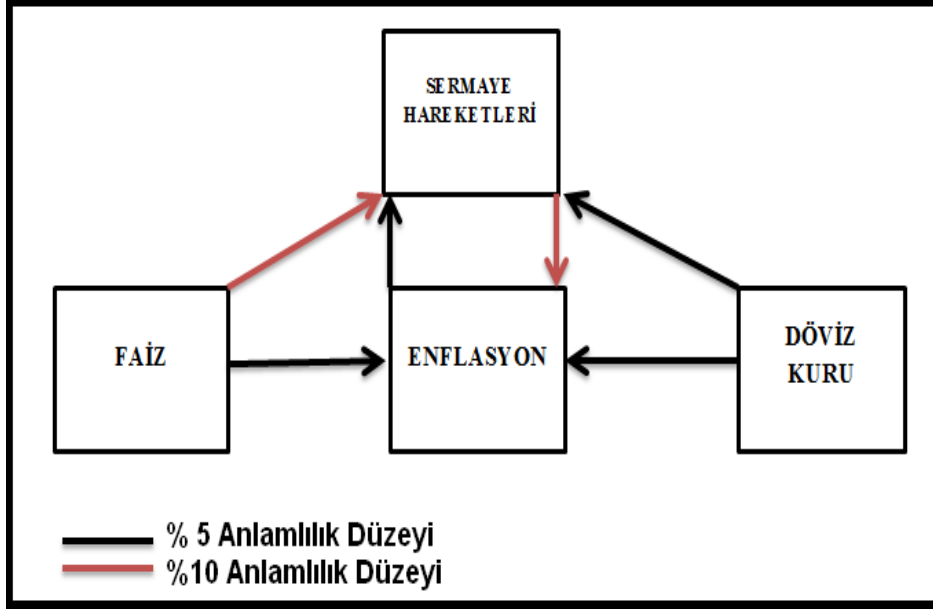 SERMAYE
HAREKETLERİ
FAİZ
ENFLASYON
DÖVİZ
KURU
% 5 Anlamlılık Düzeyi
%10 Anlamlılık Düzeyi